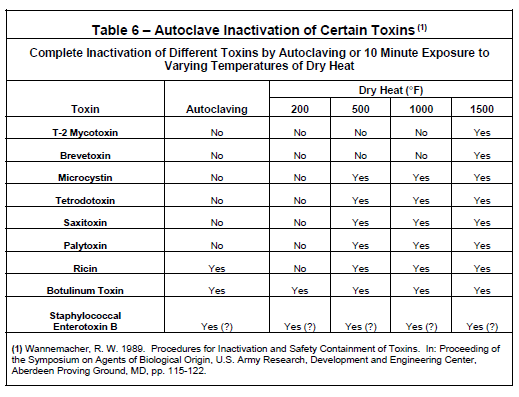 Table 6 – Autoclave Inactivation of Certain Toxins (1)
Complete Inactivation of Different Toxins by Autoclaving or 10 Minute Exposure to
Varying Temperatures of Dry Heat
Dry Heat (°F)
Toxin Autoclaving 200 500 1000 1500
T-2 Mycotoxin No No No No Yes
Brevetoxin No No No No Yes
Microcystin No No Yes Yes Yes
Tetrodotoxin No No Yes Yes Yes
Saxitoxin No No Yes Yes Yes
Palytoxin No No Yes Yes Yes
Ricin Yes No Yes Yes Yes
Botulinum Toxin Yes Yes Yes Yes Yes
Staphylococcal
Enterotoxin B Yes (?) Yes (?) Yes (?) Yes (?) Yes (?)
(1) Wannemacher, R. W. 1989. Procedures for Inactivation and Safety Containment of Toxins. In: Proceeding of
the Symposium on Agents of Biological Origin, U.S. Army Research, Development and Engineering Center,
Aberdeen Proving Ground, MD, pp. 115-122.